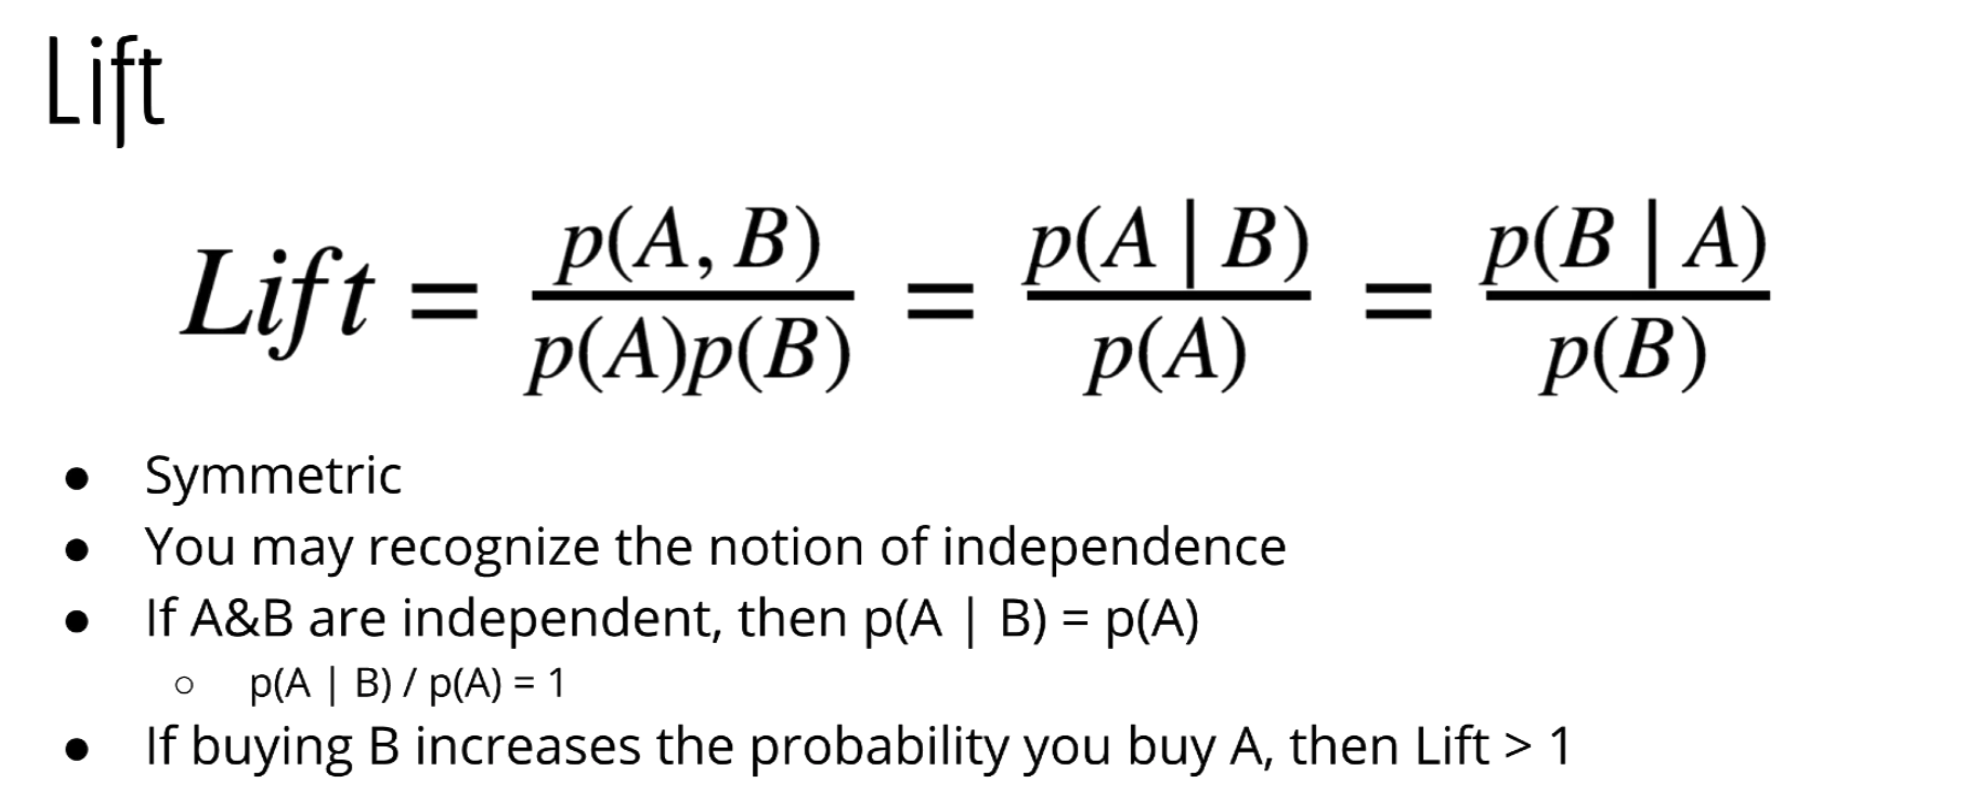 Lift
Lift = p(A, B) / p(A)p(B) = p(A | B) / p(A) = p(B | A) / p(B)
● Symmetric
● You may recognize the notion of independence
● If A&B are independent, then p(A | B) = p(A)
○ p(A | B) / p(A) = 1
● If buying B increases the probability you buy A, then Lift > 1